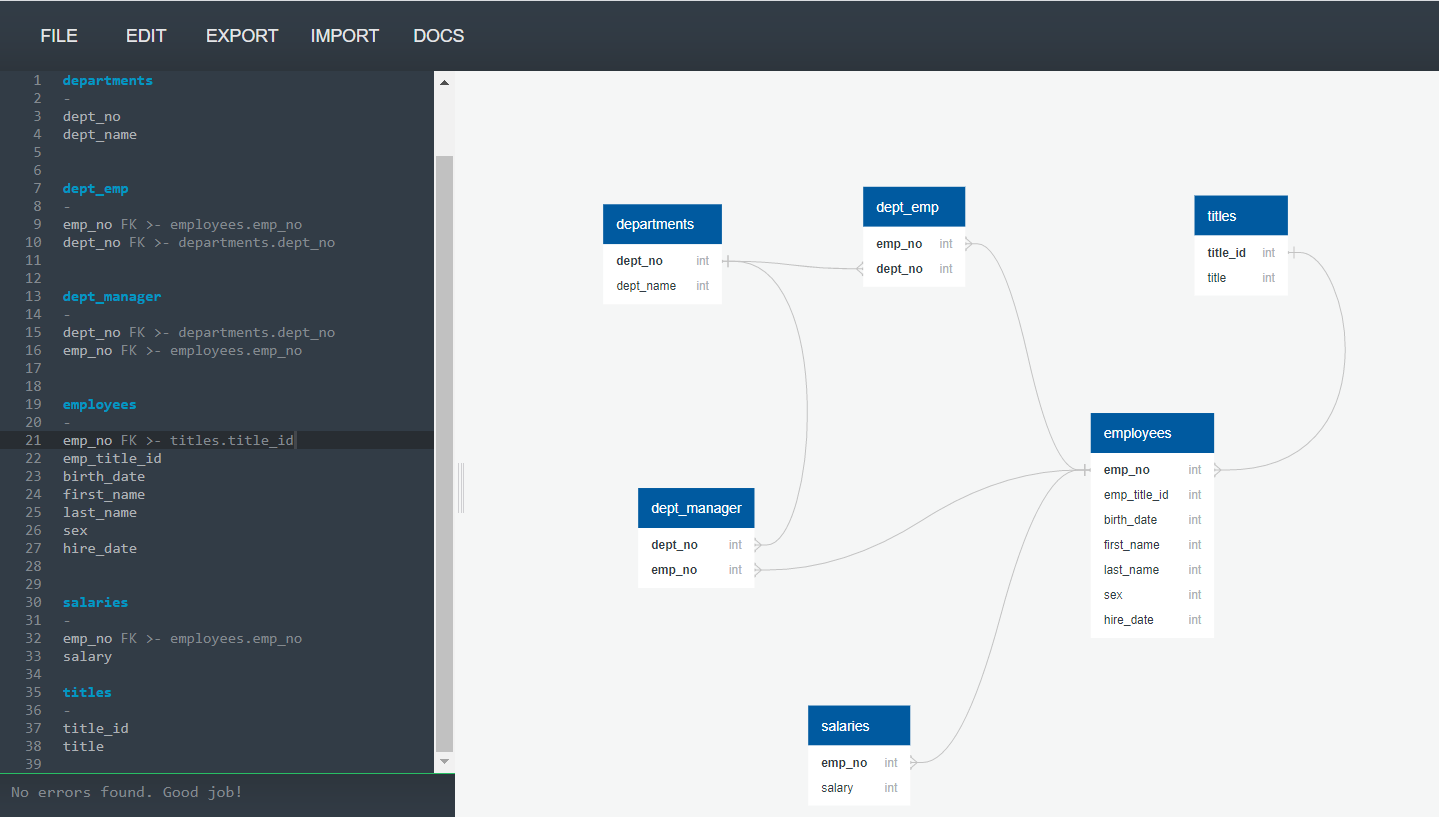 FILE EDIT EXPORT IMPORT DOCS
1 departments
2 -
3 dept_no
4 dept_name
5
6
7 dept_emp
8 -
9 emp_no FK >- employees.emp_no
10 dept_no FK >- departments.dept_no
11
12
13 dept_manager
14 -
15 dept_no FK >- departments.dept_no
16 emp_no FK >- employees.emp_no
17
18
19 employees
20 -
21 emp_no FK >- titles.title_id
22 emp_title_id
23 birth_date
24 first_name
25 last_name
26 sex
27 hire_date
28
29
30 salaries
31 -
32 emp_no FK >- employees.emp_no
33 salary
34
35 titles
36 -
37 title_id
38 title
39
No errors found. Good job!
departments
dept_no int
dept_name int
dept_emp
emp_no int
dept_no int
titles
title_id int
title int
employees
emp_no int
emp_title_id int
birth_date int
first_name int
last_name int
sex int
hire_date int
dept_manager
dept_no int
emp_no int
salaries
emp_no int
salary int